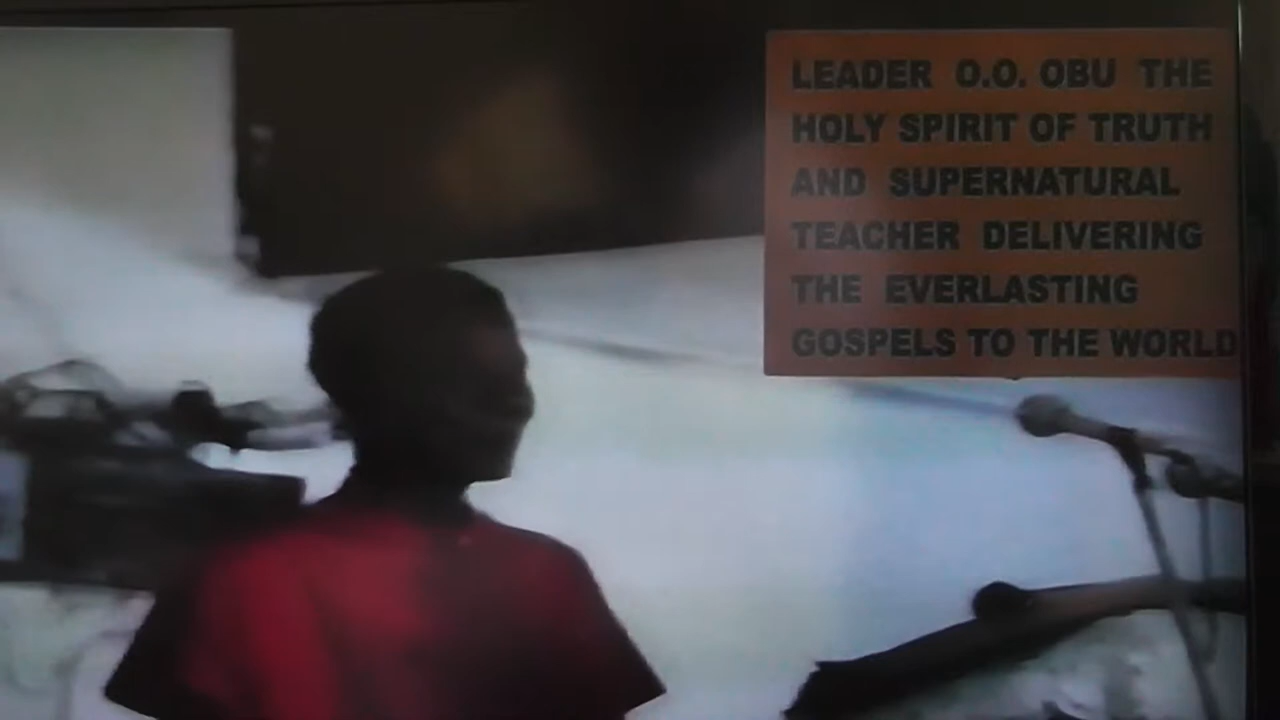 LEADER O.O. OBU THE
HOLY SPIRIT OF TRUTH
AND SUPERNATURAL
TEACHER DELIVERING
THE EVERLASTING
GOSPELS TO THE WORLD